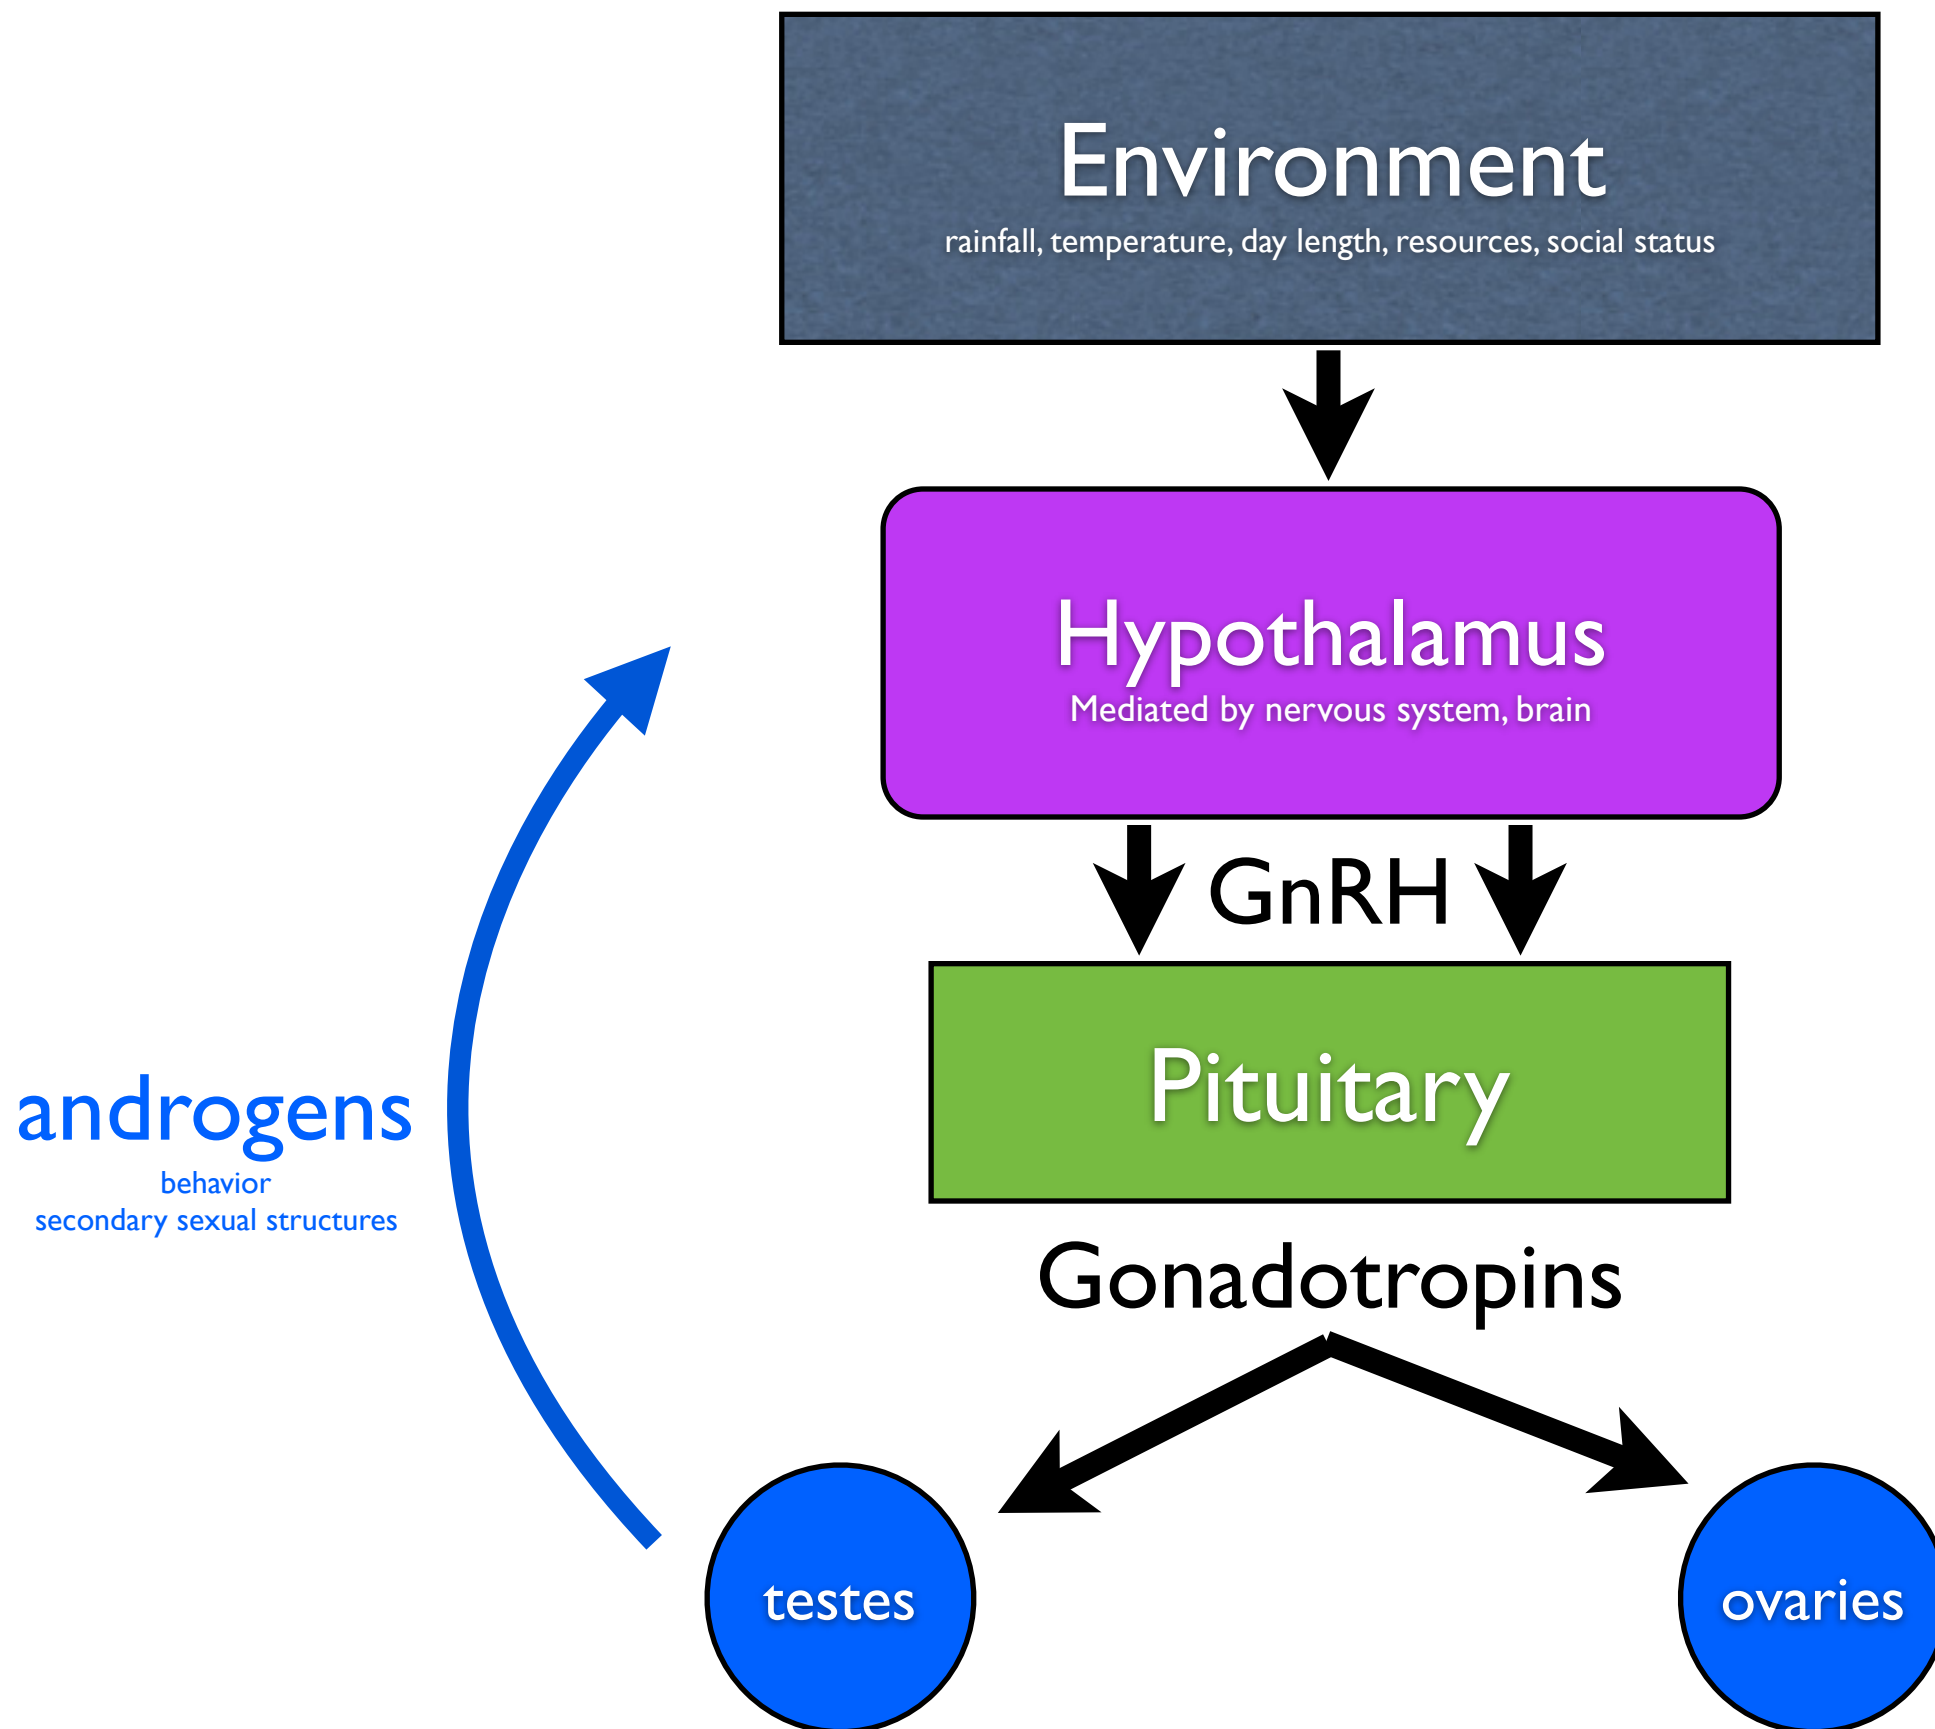 Environment
rainfall, temperature, day length, resources, social status
Hypothalamus
Mediated by nervous system, brain
GnRH
Pituitary
androgens
behavior
secondary sexual structures
Gonadotropins
testes
ovaries